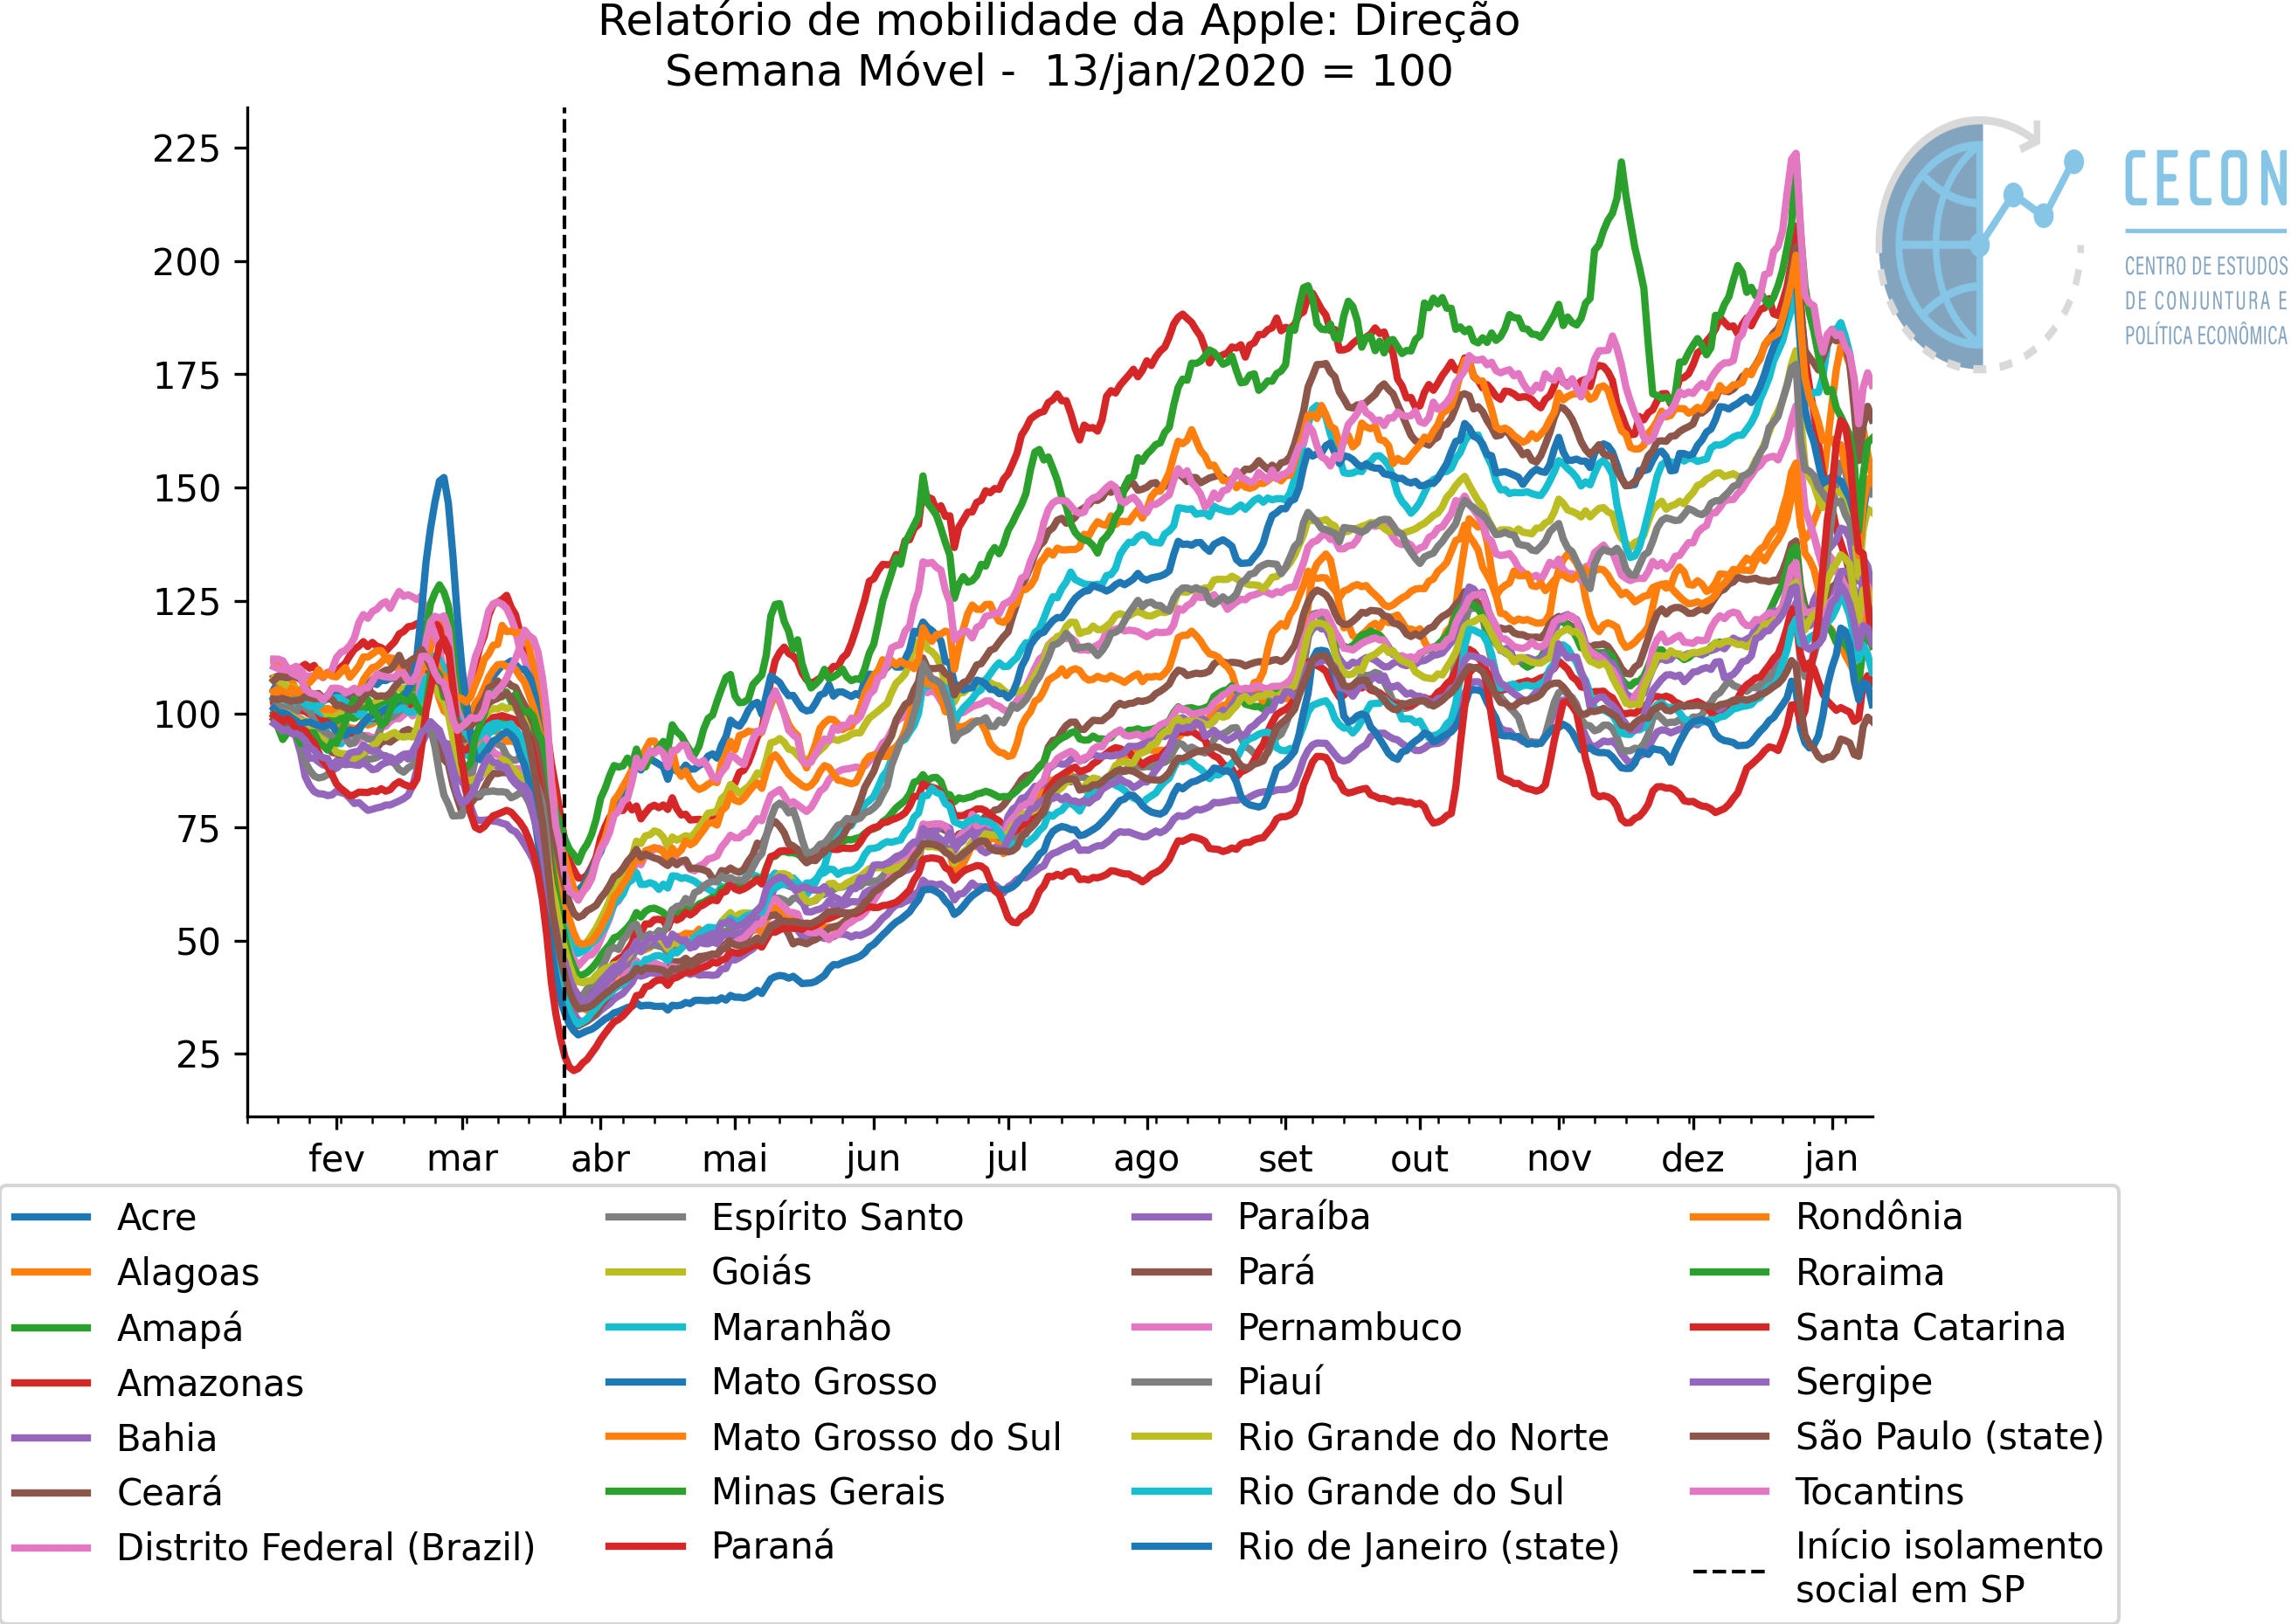 Relatório de mobilidade da Apple: Direção
Semana Móvel -  13/jan/2020 = 100
225
200
175
150
125
100
75
50
25
fev mar abr mai jun jul ago set out nov dez jan
CECON
CENTRO DE ESTUDOS
DE CONJUNTURA E
POLÍTICA ECONÔMICA
Acre
Alagoas
Amapá
Amazonas
Bahia
Ceará
Distrito Federal (Brazil)
Espírito Santo
Goiás
Maranhão
Mato Grosso
Mato Grosso do Sul
Minas Gerais
Paraná
Paraíba
Pará
Pernambuco
Piauí
Rio Grande do Norte
Rio Grande do Sul
Rio de Janeiro (state)
Rondônia
Roraima
Santa Catarina
Sergipe
São Paulo (state)
Tocantins
Início isolamento
social em SP